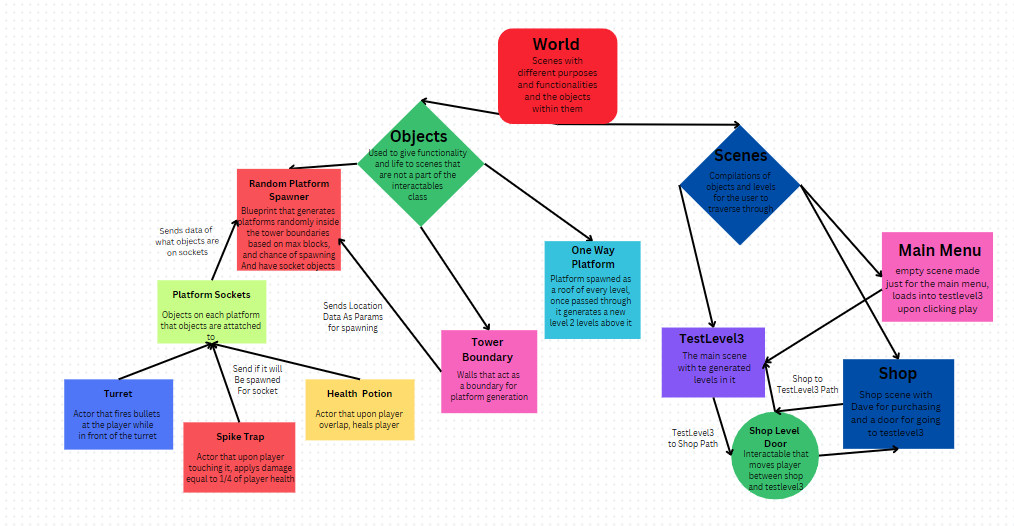 World
Scenes with
different purposes
and functionalities
and the objects
within them
Objects
Used to give functionality
and life to scenes that
are not a part of the
interactables
class
Scenes
Compilations of
objects and levels
for the user to
traverse through
Random Platform
Spawner
Blueprint that generates
platforms randomly inside
the tower boundaries
based on max blocks,
and chance of spawning
And have socket objects
Sends data of
what objects are
on sockets
One Way
Platform
Platform spawned as
a roof of every level,
once passed through
it generates a new
level 2 levels above it
Main Menu
empty scene made
just for the main menu,
loads into testlevel3
upon clicking play
Platform Sockets
Objects on each platform
that objects are attatched
to
Sends Location
Data As Params
for spawning
Tower
Boundary
Walls that act as
a boundary for
platform generation
TestLevel3
The main scene
with te generated
levels in it
Shop
Shop scene with
Dave for purchasing
and a door for going
to testlevel3
Send if it will
Be spawned
For socket
Shop to
TestLevel3 Path
Turret
Actor that fires bullets
at the player while
in front of the turret
Health Potion
Actor that upon player
overlap, heals player
Spike Trap
Actor that upon player
touching it, applys damage
equal to 1/4 of player health
TestLevel3
to Shop Path
Shop Level
Door
Interactable that
moves player
between shop
and testlevel3